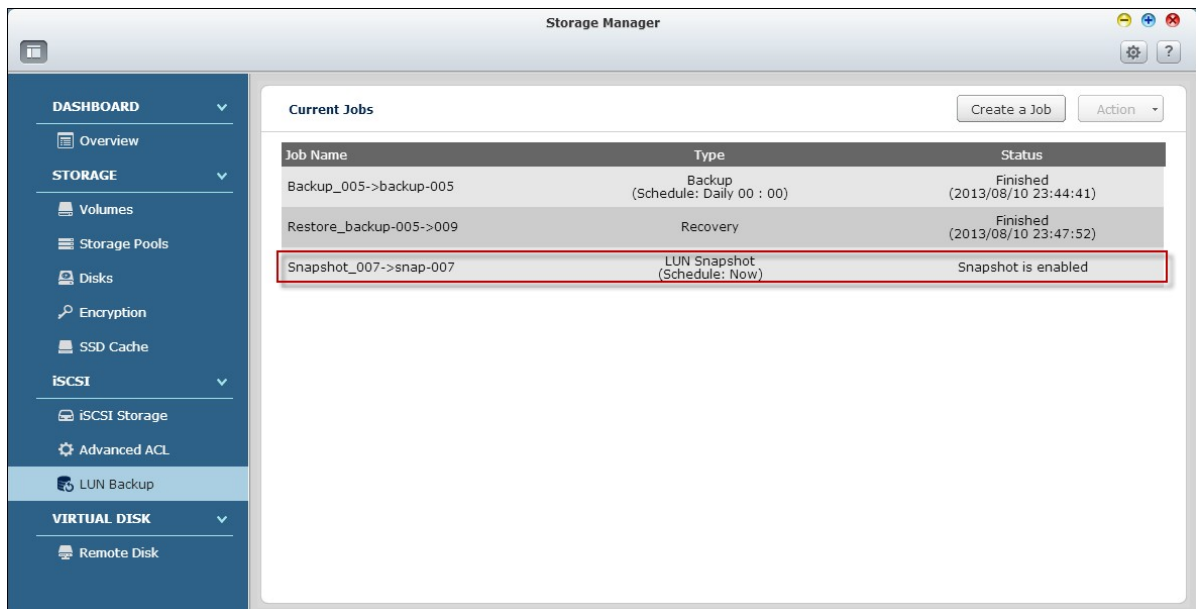 Storage Manager
?
DASHBOARD
Overview
STORAGE
Volumes
Storage Pools
Disks
Encryption
SSD Cache
iSCSI
iSCSI Storage
Advanced ACL
LUN Backup
VIRTUAL DISK
Remote Disk
Current Jobs
Create a Job
Action
Job Name Type Status
Backup_005->backup-005 Backup Finished
(Schedule: Daily 00 : 00) (2013/08/10 23:44:41)
Restore_backup-005->009 Recovery Finished
(2013/08/10 23:47:52)
Snapshot_007->snap-007 LUN Snapshot Snapshot is enabled
(Schedule: Now)